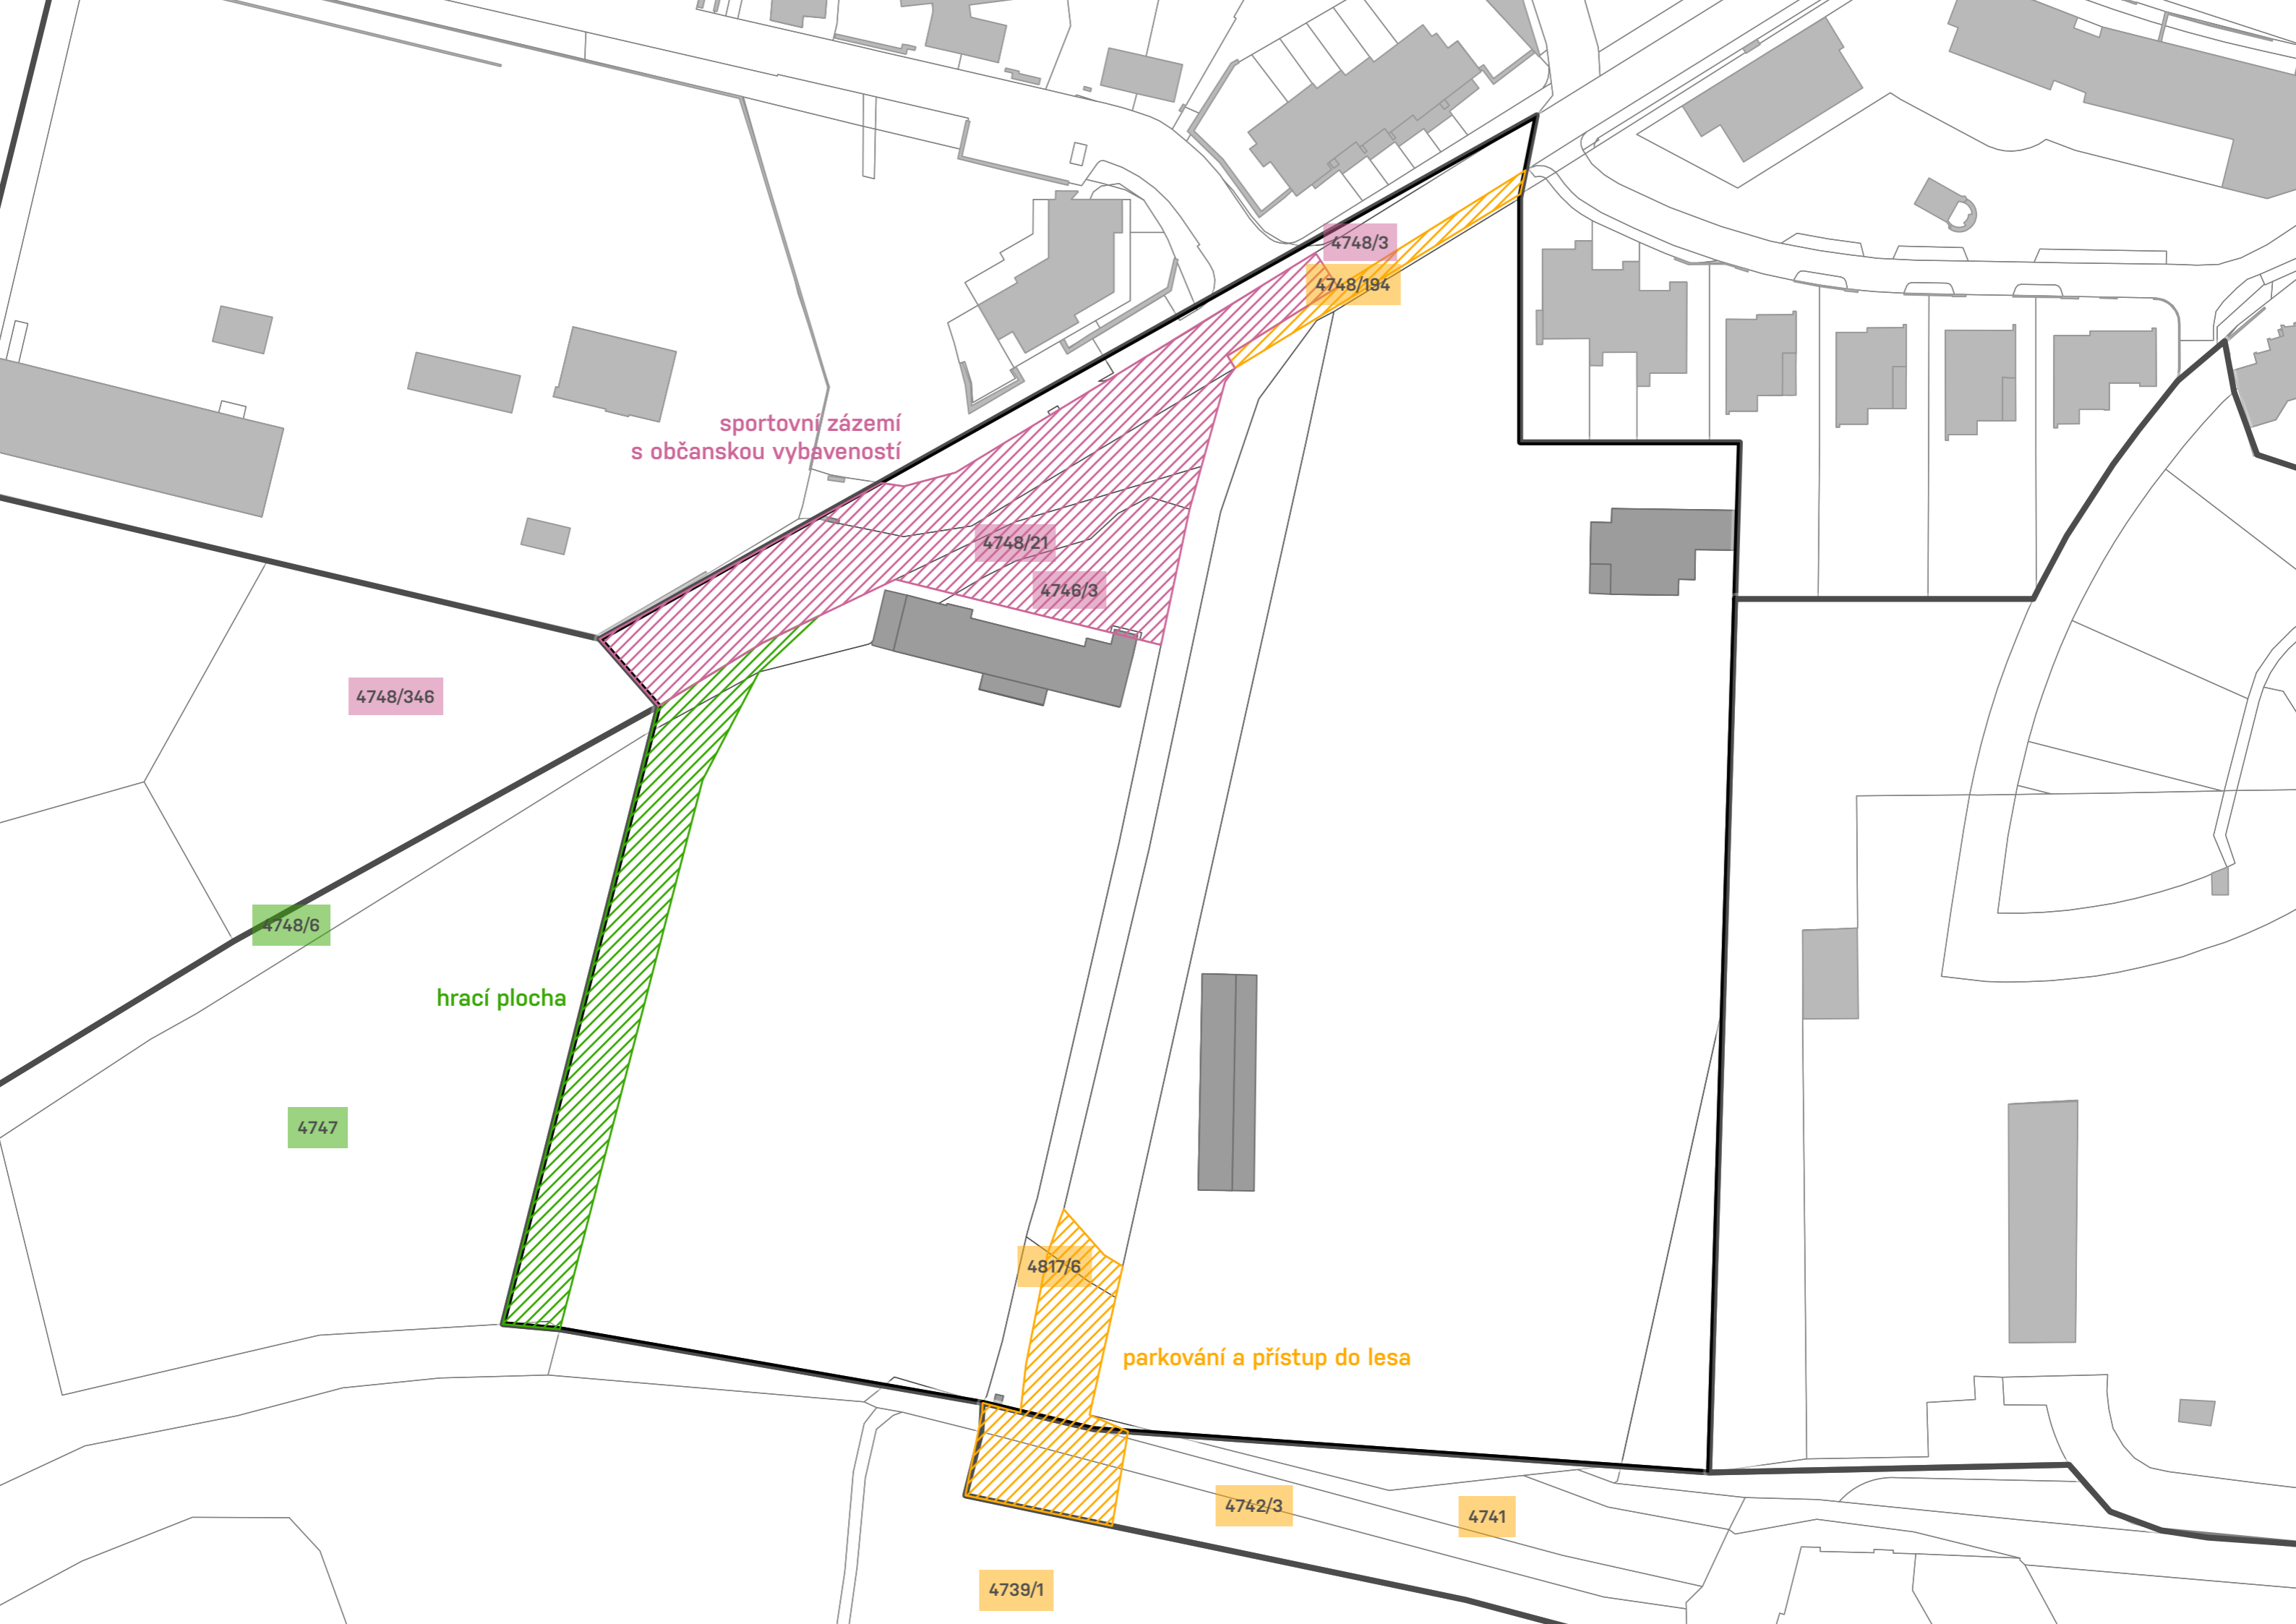 4748/3
4748/194
sportovní zázemí
s občanskou vybaveností
4748/21
4746/3
4748/346
4748/6
hrací plocha
4747
4817/6
parkování a přístup do lesa
4742/3
4741
4739/1